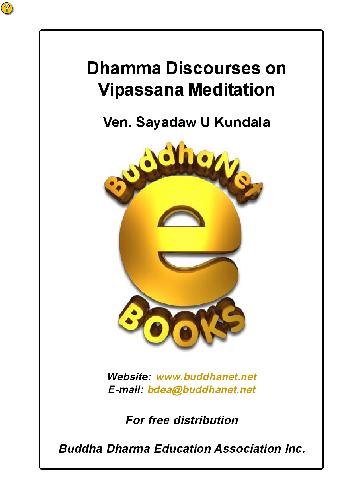 Dhamma Discourses on
Vipassana Meditation
Ven. Sayadaw U Kundala
BuddhaNet
e
BOOKS
Website: www.buddhanet.net
E-mail: bdea@buddhanet.net
For free distribution
Buddha Dharma Education Association Inc.